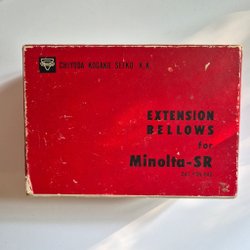 CHIYODA KOGAKU SEIKO K.K.
EXTENSION
BELLOWS
for
Minolta-SR